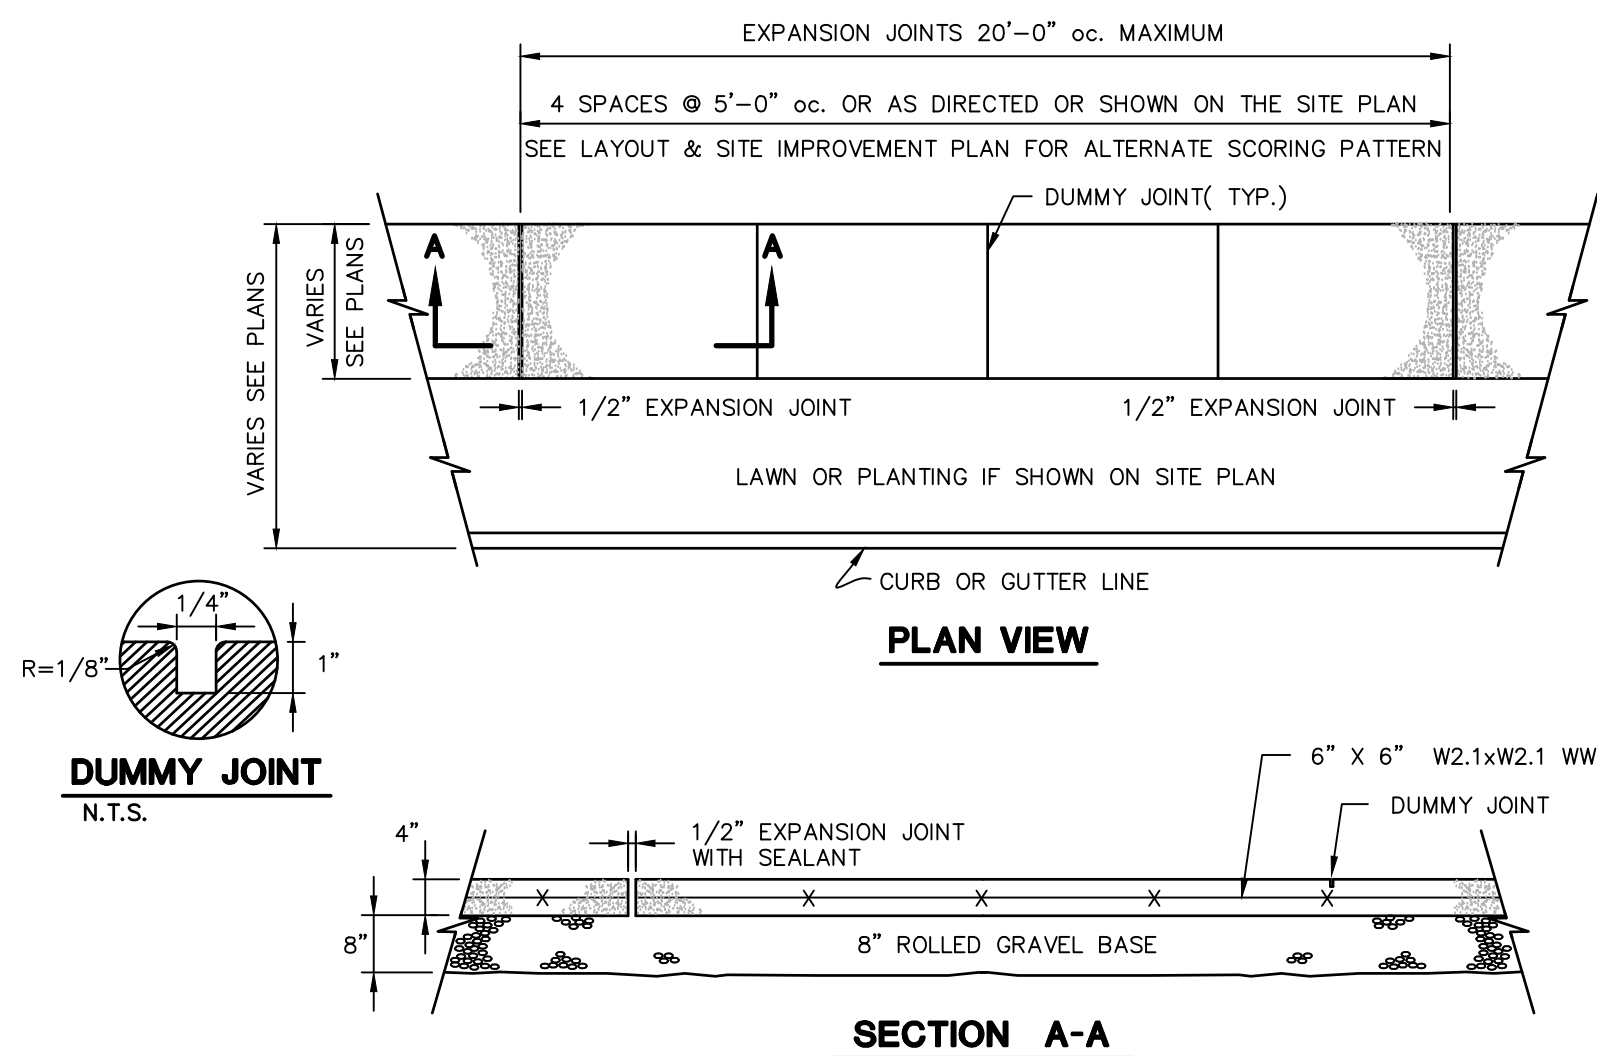 EXPANSION JOINTS 20'-0" oc. MAXIMUM
4 SPACES @ 5'-0" oc. OR AS DIRECTED OR SHOWN ON THE SITE PLAN
SEE LAYOUT & SITE IMPROVEMENT PLAN FOR ALTERNATE SCORING PATTERN
DUMMY JOINT( TYP.)
A
A
VARIES SEE PLANS
VARIES
SEE PLANS
1/2" EXPANSION JOINT
1/2" EXPANSION JOINT
LAWN OR PLANTING IF SHOWN ON SITE PLAN
CURB OR GUTTER LINE
PLAN VIEW
1/4"
R=1/8"
1"
DUMMY JOINT
N.T.S.
6" X 6" W2.1xW2.1 WW
DUMMY JOINT
4"
1/2" EXPANSION JOINT
WITH SEALANT
8"
8" ROLLED GRAVEL BASE
SECTION A-A